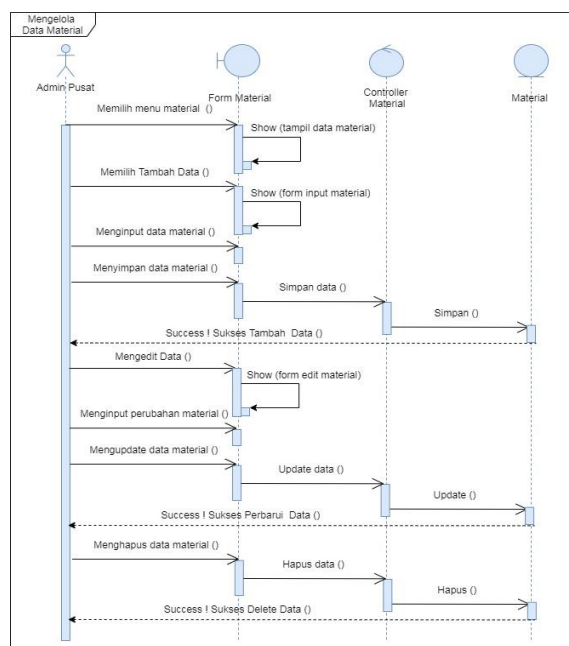 Mengelola
Data Material
Admin Pusat
Form Material
Controller
Material
Material
Memilih menu material ()
Show (tampil data material)
Memilih Tambah Data ()
Show (form input material)
Menginput data material ()
Menyimpan data material ()
Simpan data ()
Simpan ()
Success ! Sukses Tambah Data ()
Mengedit Data ()
Show (form edit material)
Menginput perubahan material ()
Mengupdate data material ()
Update data ()
Update ()
Success ! Sukses Perbarui Data ()
Menghapus data material ()
Hapus data ()
Hapus ()
Success ! Sukses Delete Data ()